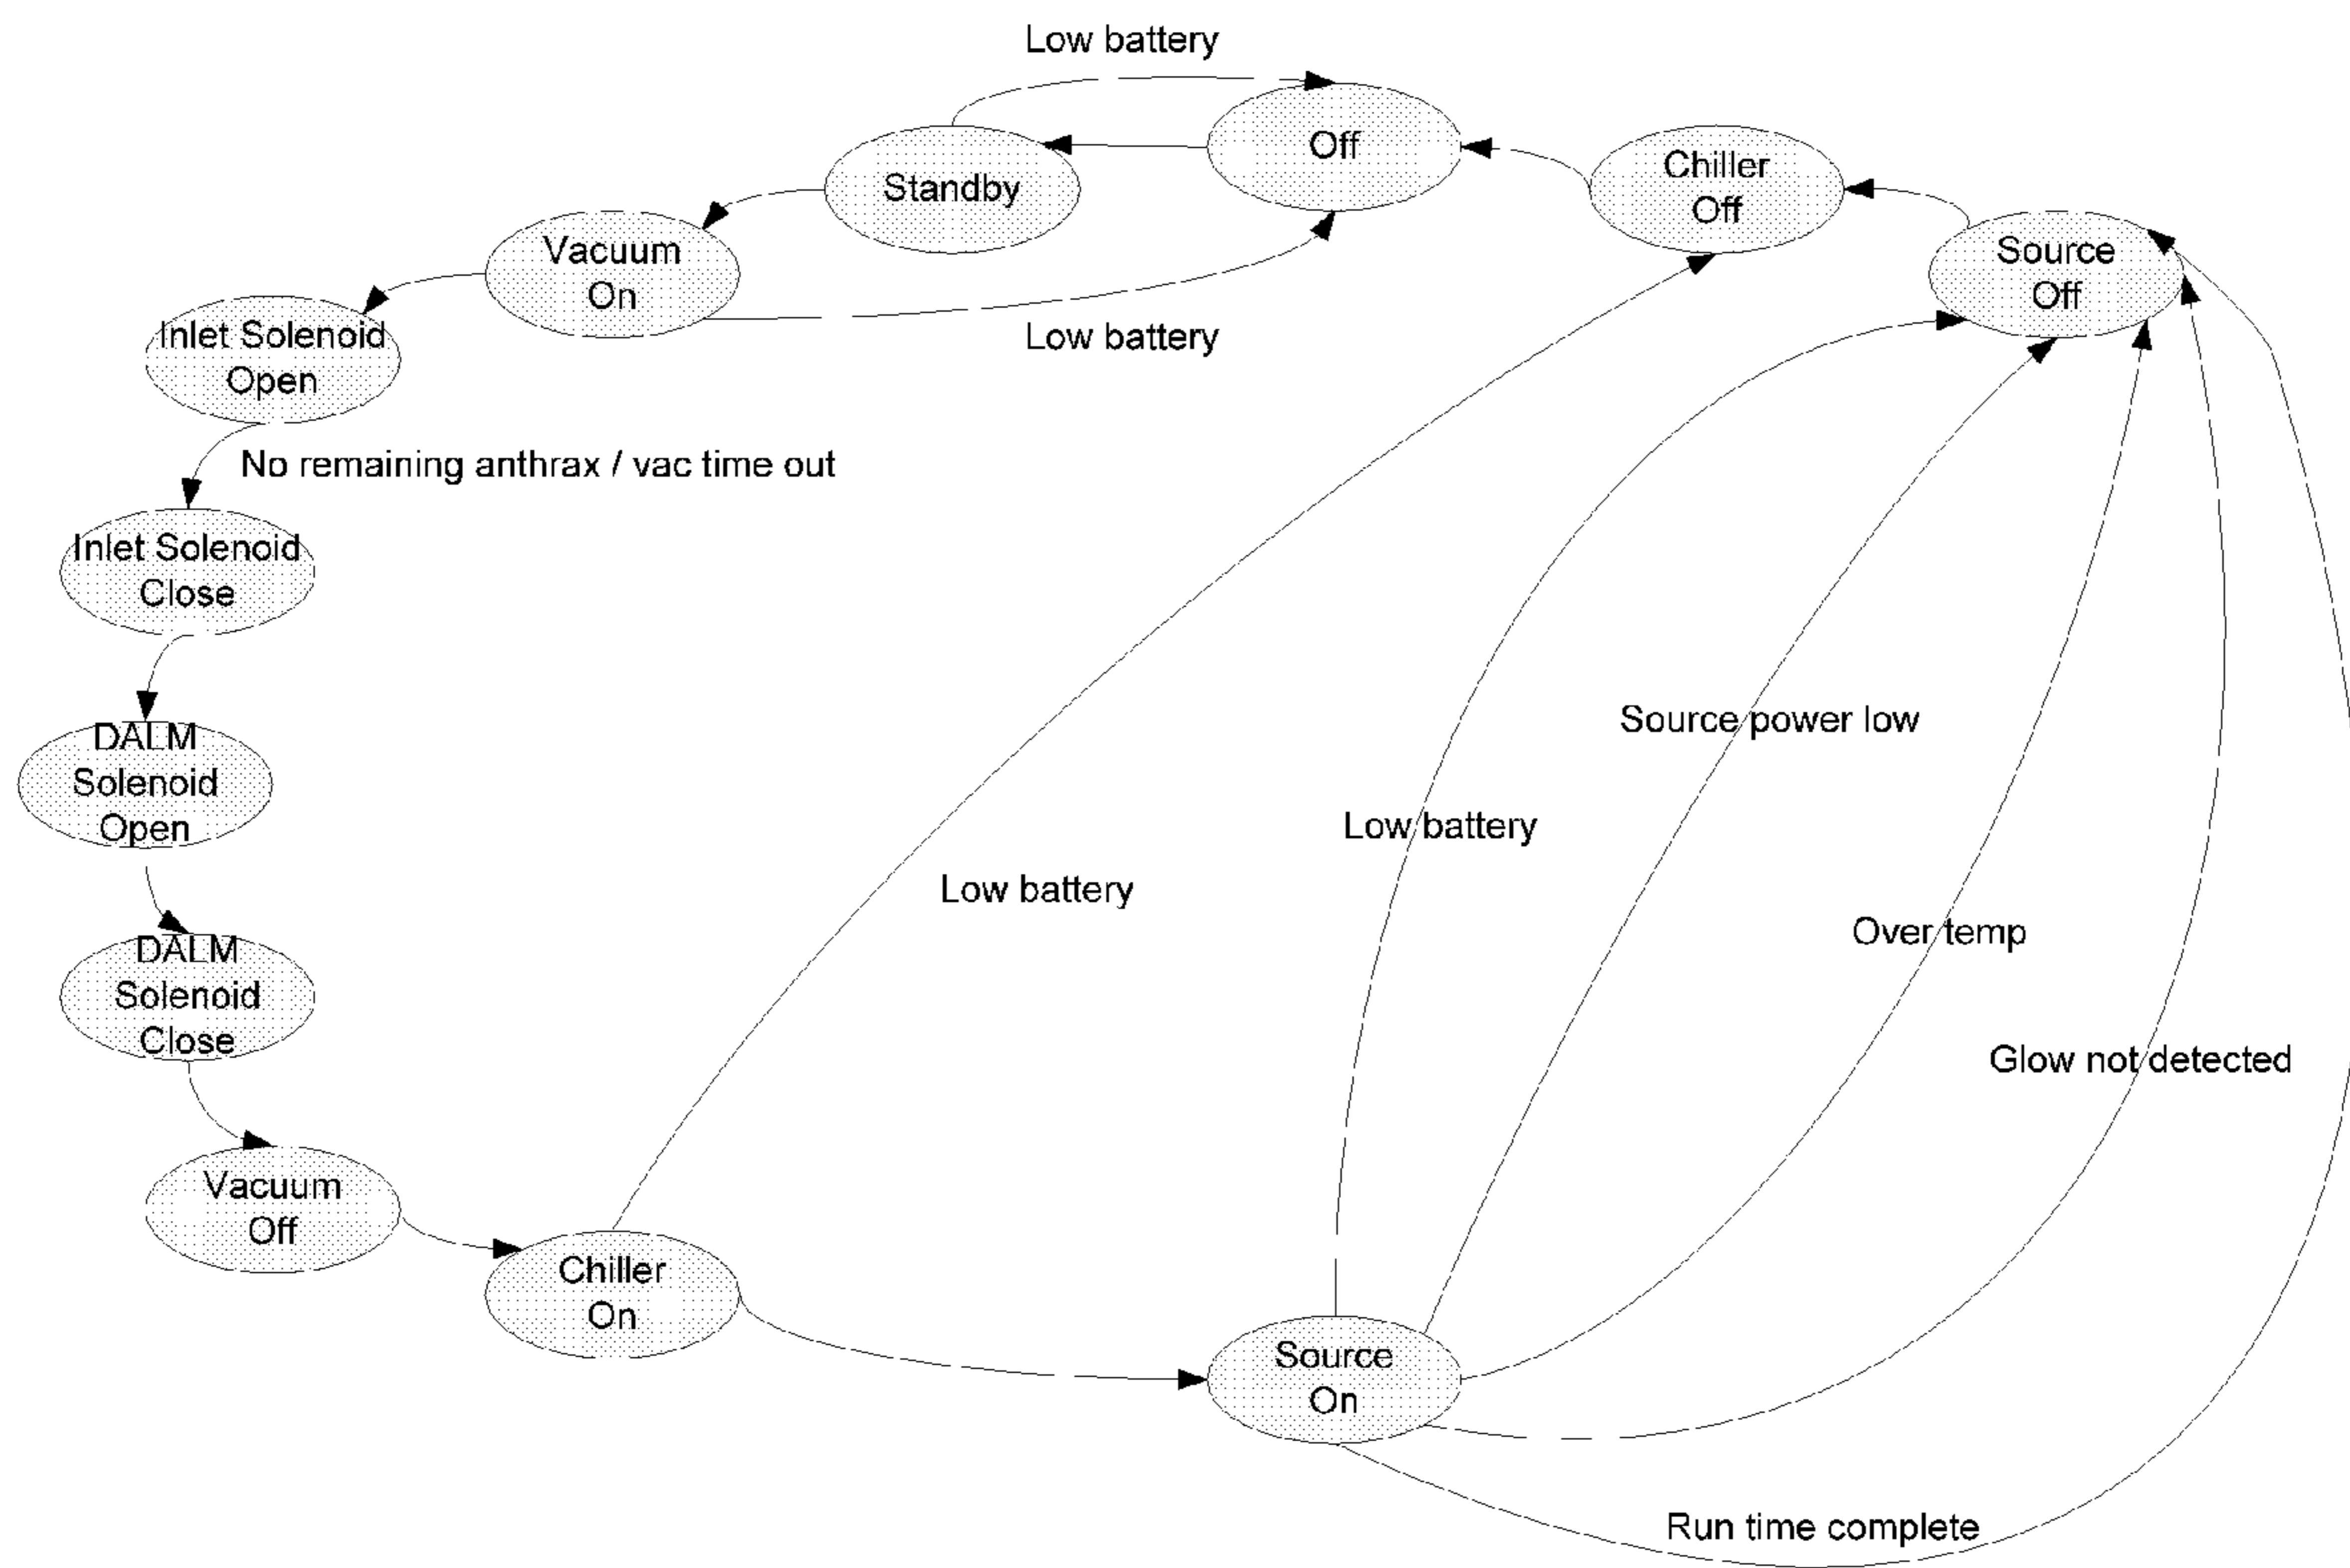 Low battery
Off
Standby
Chiller
Off
Vacuum
On
Source
Off
Low battery
Inlet Solenoid
Open
No remaining anthrax / vac time out
Inlet Solenoid
Close
DALM
Solenoid
Open
Source power low
Low battery
Low battery
Over temp
DALM
Solenoid
Close
Glow not detected
Vacuum
Off
Chiller
On
Source
On
Run time complete